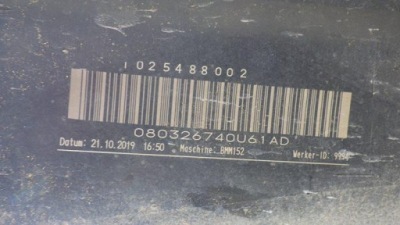 1025488002
080326740U61AD
Datum: 21.10.2019 16:50 Maschine: BMM152 Werker-ID: